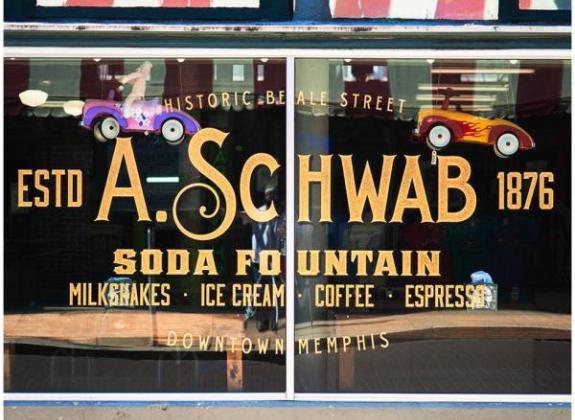 HISTORIC BEALE STREET
ESTD A. SCHWAB 1876
SODA FOUNTAIN
MILKSHAKES · ICE CREAM · COFFEE · ESPRESSO
DOWNTOWN MEMPHIS